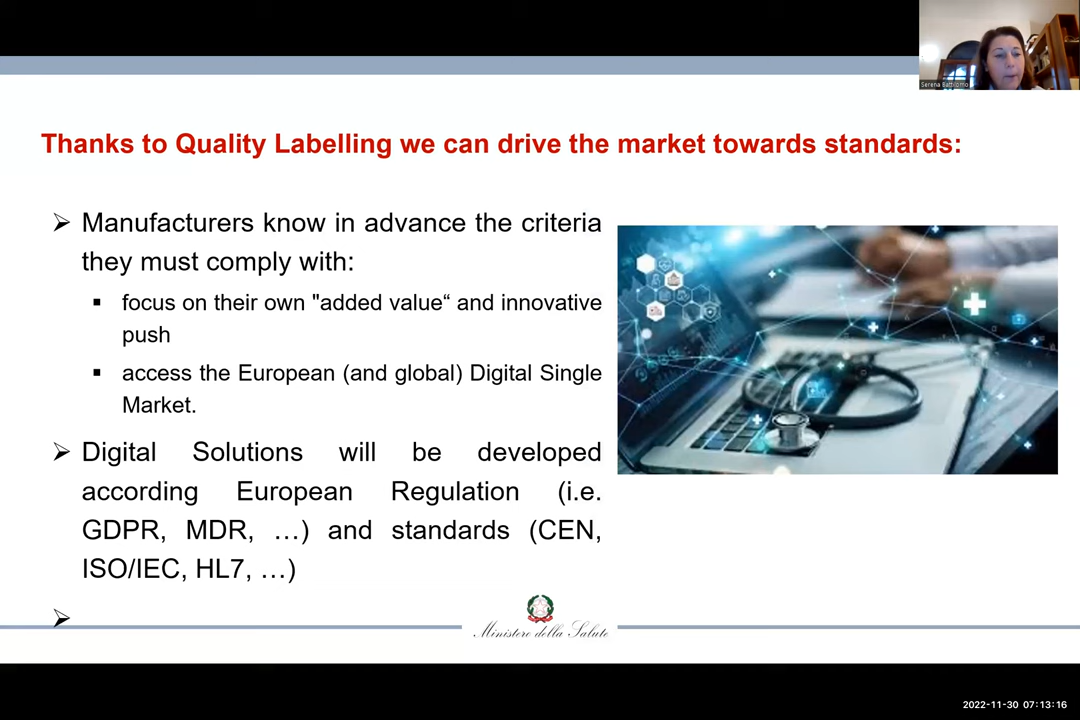 Serena Battilomo
Thanks to Quality Labelling we can drive the market towards standards:
➢ Manufacturers know in advance the criteria
they must comply with:
▪ focus on their own "added value“ and innovative
push
▪ access the European (and global) Digital Single
Market.
➢ Digital Solutions will be developed
according European Regulation (i.e.
GDPR, MDR, …) and standards (CEN,
ISO/IEC, HL7, …)
➢
Ministero della Salute
2022-11-30 07:13:16